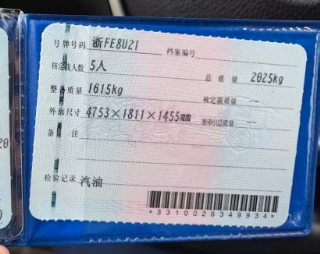 号牌号码 浙FE8U21 档案编号
核定载人数 5人 总质量 2025kg
整备质量 1615kg 核定载质量 --
外廓尺寸 4753×1811×1455mm 准牵引总质量 --
备注
检验记录 汽油
*3310026349934*